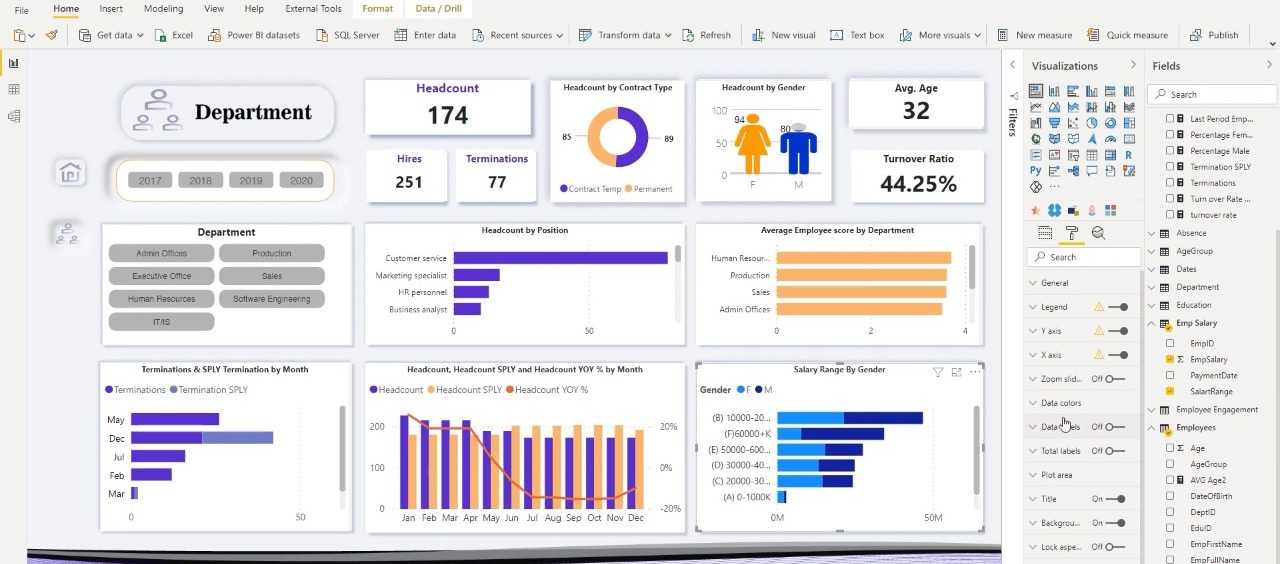 File Home Insert Modeling View Help External Tools Format Data / Drill
Get data Excel Power BI datasets SQL Server Enter data Recent sources Transform data Refresh New visual Text box More visuals New measure Quick measure Publish
Department
2017 2018 2019 2020
Headcount
174
Hires
251
Terminations
77
Headcount by Contract Type
85 89
Contract Temp Permanent
Headcount by Gender
100
50
0
94 80
F M
Avg. Age
32
Turnover Ratio
44.25%
Department
Admin Offices Production
Executive Office Sales
Human Resources Software Engineering
IT/IS
Headcount by Position
Customer service
Marketing specialist
HR personnel
Business analyst
0 50
Average Employee score by Department
Human Resour...
Production
Sales
Admin Offices
0 2 4
Terminations & SPLY Termination by Month
Terminations Termination SPLY
May
Dec
Jul
Feb
Mar
0 50
Headcount, Headcount SPLY and Headcount YOY % by Month
Headcount Headcount SPLY Headcount YOY %
200 20%
100 0%
0 -20%
Jan Feb Mar Apr May Jun Jul Aug Sep Oct Nov Dec
Salary Range By Gender
Gender F M
(B) 10000-20...
(F)60000+K
(E) 50000-600...
(D) 30000-40...
(C) 20000-30...
(A) 0-1000K
0M 50M
Filters
Visualizations
R
Py
Search
General
Legend
Y axis
X axis
Zoom slid... Off
Data colors
Off
Total labels Off
Plot area
Title On
Backgrou... On
Lock aspe... Off
Fields
Search
Last Period Emp...
Percentage Fem...
Percentage Male
Termination SPLY
Terminations
Turn over Rate ...
turnover rate
Absence
AgeGroup
Dates
Department
Education
Emp Salary
EmpID
Σ EmpSalary
PaymentDate
SalartRange
Employee Engagement
Employees
Σ Age
AgeGroup
AVG Age2
DateOfBirth
DeptID
EduID
EmpFirstName
EmpFullName